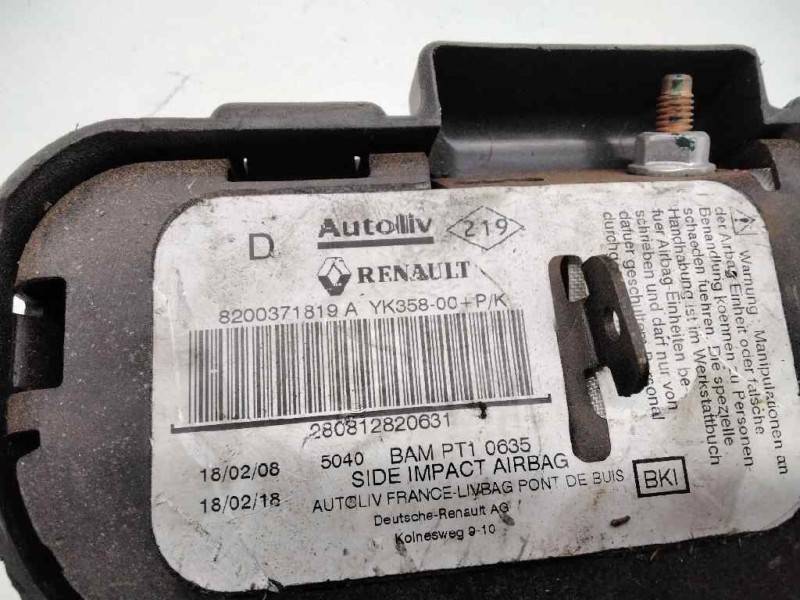 D
Autoliv
219
RENAULT
8200371819 A YK358-00+P/K
280812820631
18/02/08 5040 BAM PT1 0635
SIDE IMPACT AIRBAG
18/02/18
AUTOLIV FRANCE-LIVBAG PONT DE BUIS
BKI
Deutsche-Renault AG
Kolnesweg 9-10
Warnung : Manipulationen an
der Airbag Einheit oder falsche
Benandlung koennen zu Personen-
schaeden fuehren. Die spezielle
Handhabung ist im Werkstattbuch
fuer Airbag Einheiten be-
schrieben und darf nur von
dafuer geschulten Personal